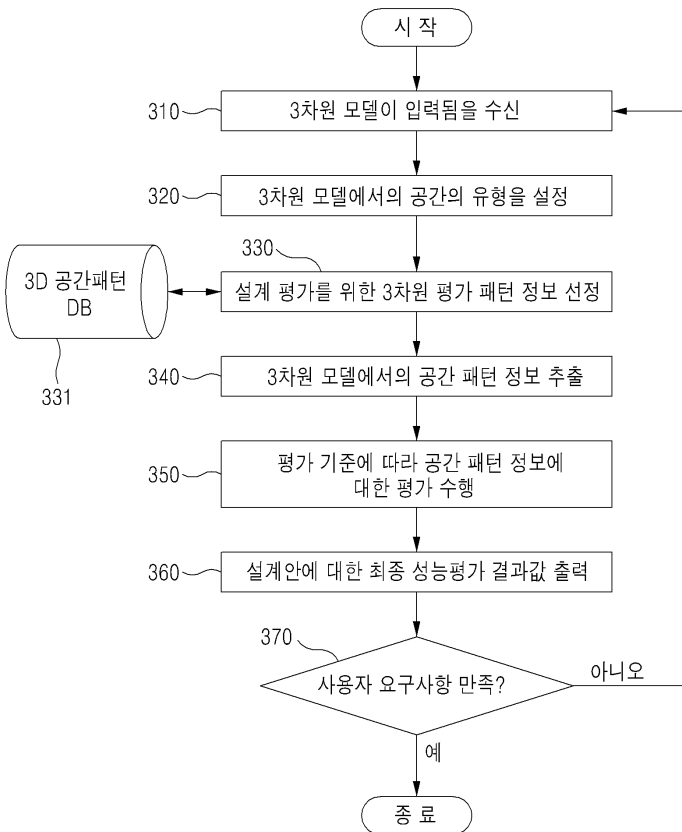 시 작
310
3차원 모델이 입력됨을 수신
320
3차원 모델에서의 공간의 유형을 설정
330
3D 공간패턴
DB
설계 평가를 위한 3차원 평가 패턴 정보 선정
331
340
3차원 모델에서의 공간 패턴 정보 추출
350
평가 기준에 따라 공간 패턴 정보에
대한 평가 수행
360
설계안에 대한 최종 성능평가 결과값 출력
370
사용자 요구사항 만족?
아니오
예
종 료